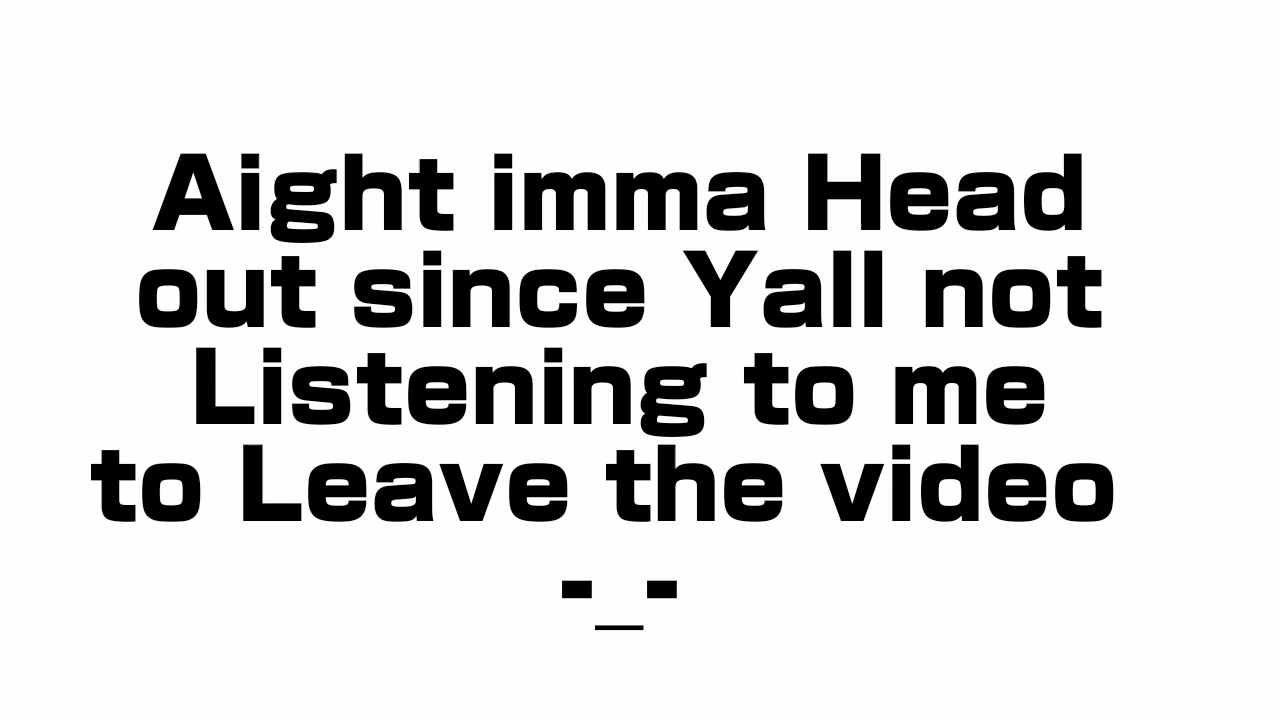 Aight imma Head
out since Yall not
Listening to me
to Leave the video
-_-